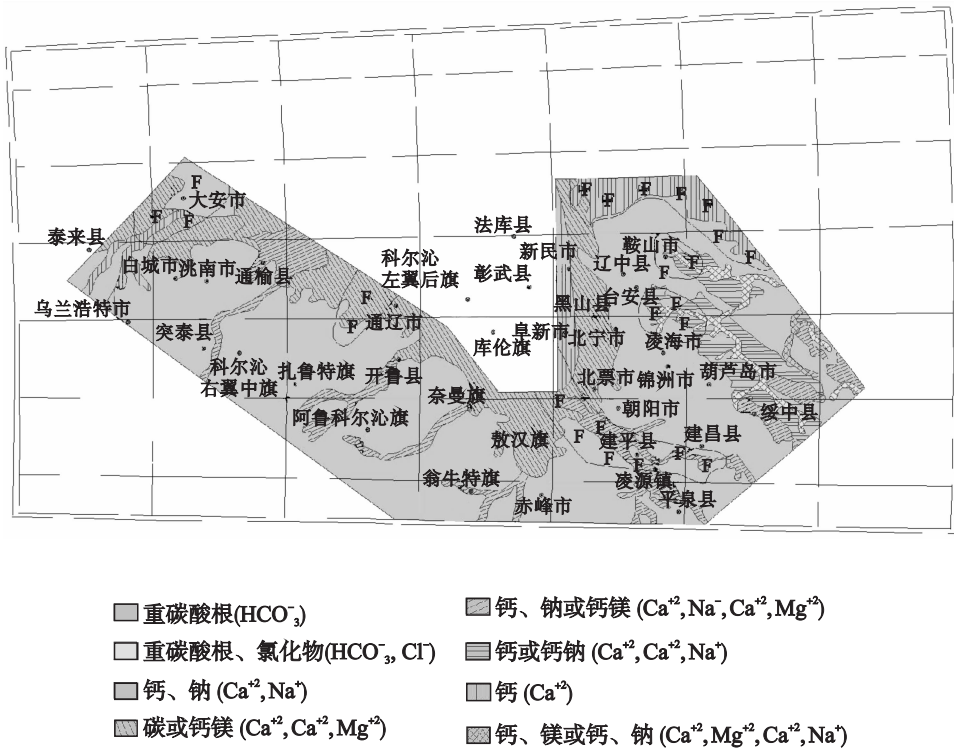 F
大安市
F
F
泰来县
白城市
洮南市
通榆县
乌兰浩特市
突泰县
科尔沁
右翼中旗
扎鲁特旗
阿鲁科尔沁旗
F
F
通辽市
开鲁县
奈曼旗
翁牛特旗
敖汉旗
赤峰市
科尔沁
左翼后旗
法库县
彰武县
库伦旗
阜新市
新民市
黑山县
北宁市
北票市
F
F
F
F
F
F
F
鞍山市
辽中县
F
F
台安县
F
F
F
凌海市
锦洲市
葫芦岛市
绥中县
朝阳市
F
F
F
建平县
F
F
建昌县
F
F
凌源镇
平泉县
重碳酸根(HCO⁻₃)
重碳酸根、氯化物(HCO⁻₃, Cl⁻)
钙、钠 (Ca⁺²,Na⁺)
碳或钙镁 (Ca⁺²,Ca⁺²,Mg⁺²)
钙、钠或钙镁 (Ca⁺²,Na⁻,Ca⁺²,Mg⁺²)
钙或钙钠 (Ca⁺²,Ca⁺²,Na⁺)
钙 (Ca⁺²)
钙、镁或钙、钠 (Ca⁺²,Mg⁺²,Ca⁺²,Na⁺)